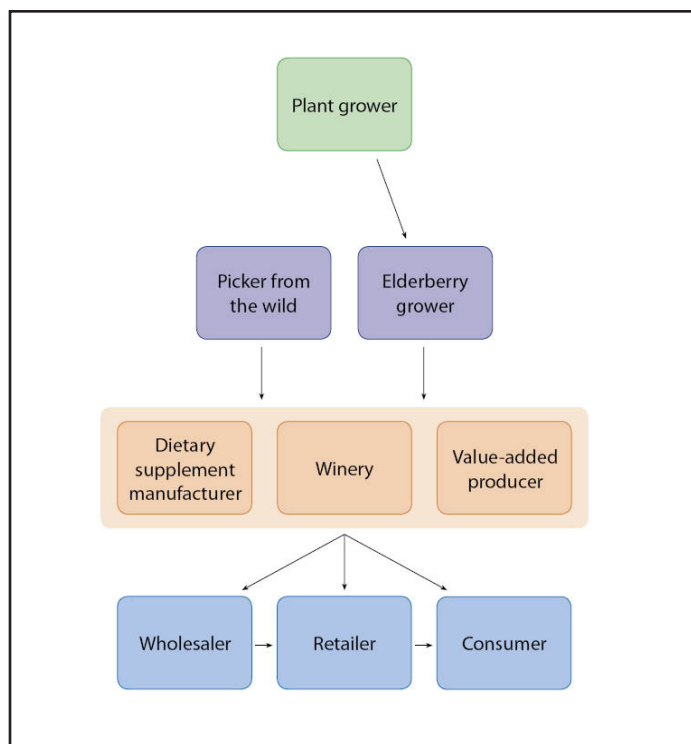 Plant grower
Picker from
the wild
Elderberry
grower
Dietary
supplement
manufacturer
Winery
Value-added
producer
Wholesaler
Retailer
Consumer